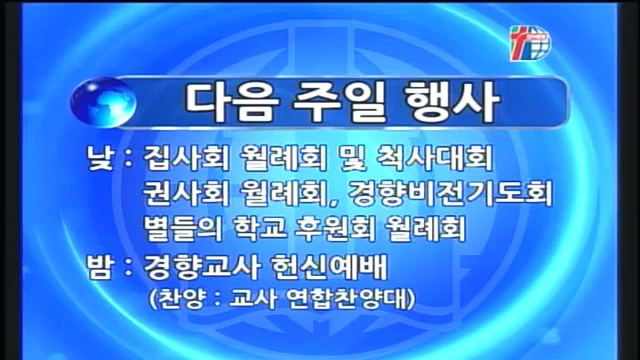 다음 주일 행사
낮 : 집사회 월례회 및 척사대회
권사회 월례회, 경향비전기도회
별들의 학교 후원회 월례회
밤 : 경향교사 헌신예배
(찬양 : 교사 연합찬양대)